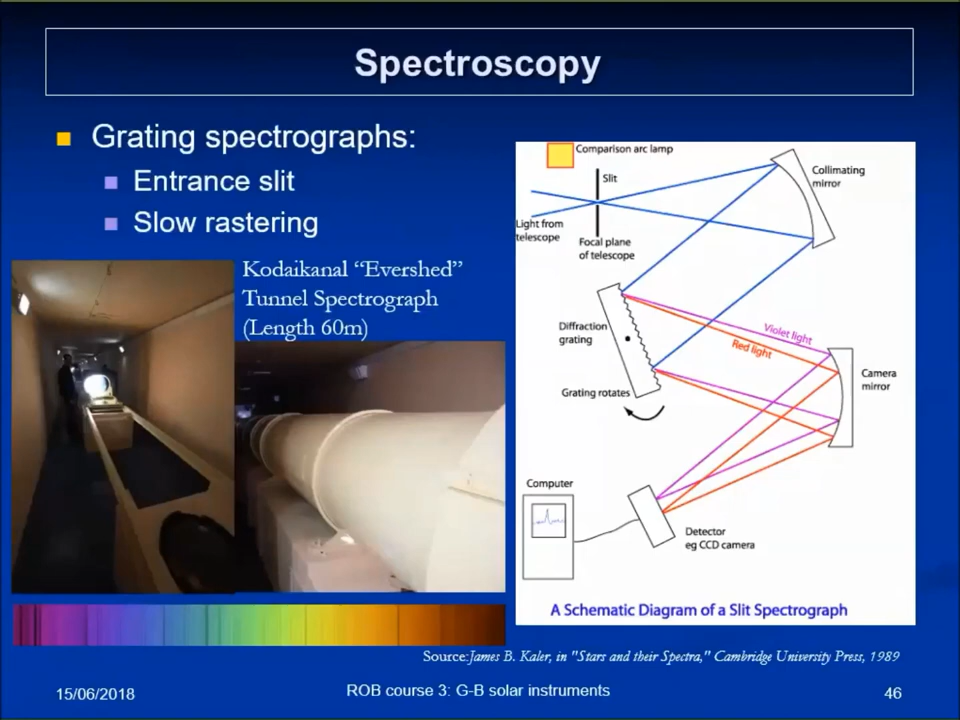 Spectroscopy
Grating spectrographs:
Entrance slit
Slow rastering
Kodaikanal “Evershed”
Tunnel Spectrograph
(Length 60m)
Comparison arc lamp
Slit
Collimating
mirror
Light from
telescope
Focal plane
of telescope
Diffraction
grating
Violet light
Red light
Camera
mirror
Grating rotates
Computer
Detector
eg CCD camera
A Schematic Diagram of a Slit Spectrograph
Source:James B. Kaler, in "Stars and their Spectra," Cambridge University Press, 1989
15/06/2018
ROB course 3: G-B solar instruments
46